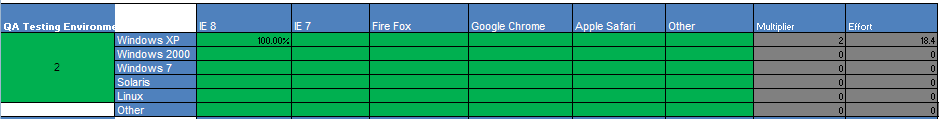 QA Testing Environme IE 8 IE 7 Fire Fox Google Chrome Apple Safari Other Multiplier Effort
2 Windows XP 100.00% 2 18.4
Windows 2000 0 0
Windows 7 0 0
Solaris 0 0
Linux 0 0
Other 0 0